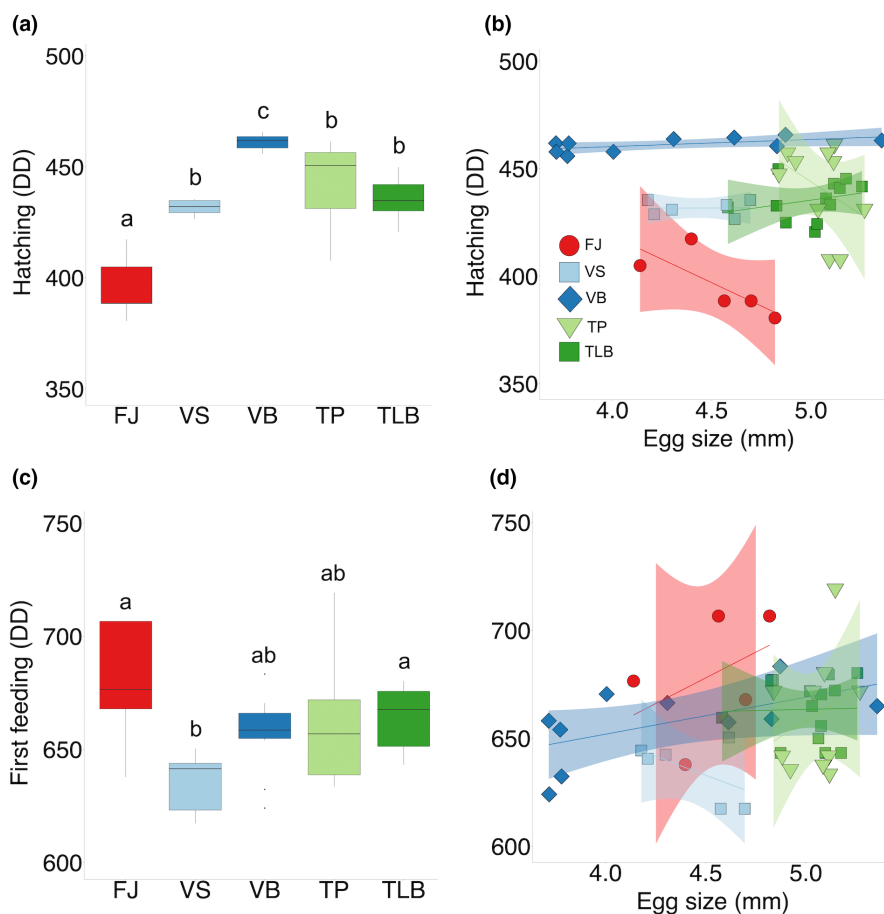 (a)
500
450
400
350
Hatching (DD)
a
b
c
b
b
FJ VS VB TP TLB
(b)
500
450
400
350
Hatching (DD)
FJ
VS
VB
TP
TLB
4.0 4.5 5.0
Egg size (mm)
(c)
750
700
650
600
First feeding (DD)
a
b
ab
ab
a
FJ VS VB TP TLB
(d)
750
700
650
600
4.0 4.5 5.0
Egg size (mm)